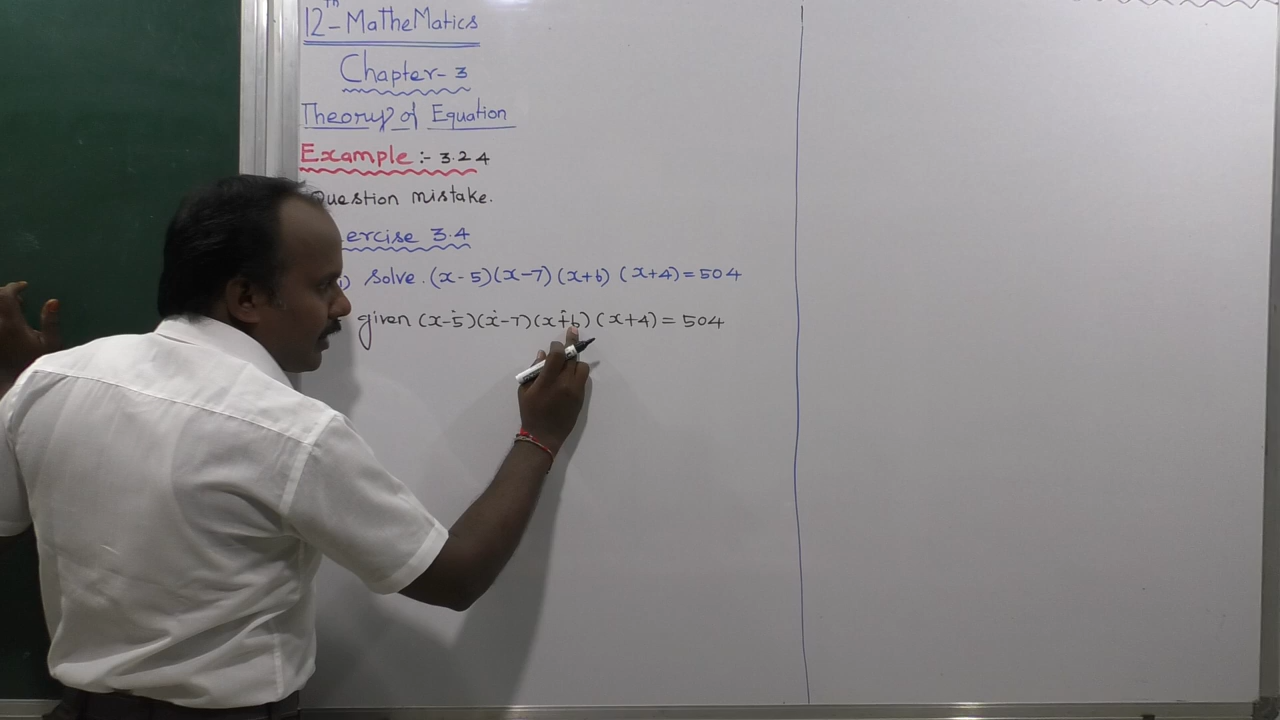 12th - MatheMatics
Chapter - 3
Theory of Equation
Example :- 3.24
Question mistake.
ercise 3.4
i) Solve. (x-5)(x-7)(x+6)(x+4)=504
given (x-5)(x-7)(x+6)(x+4)=504